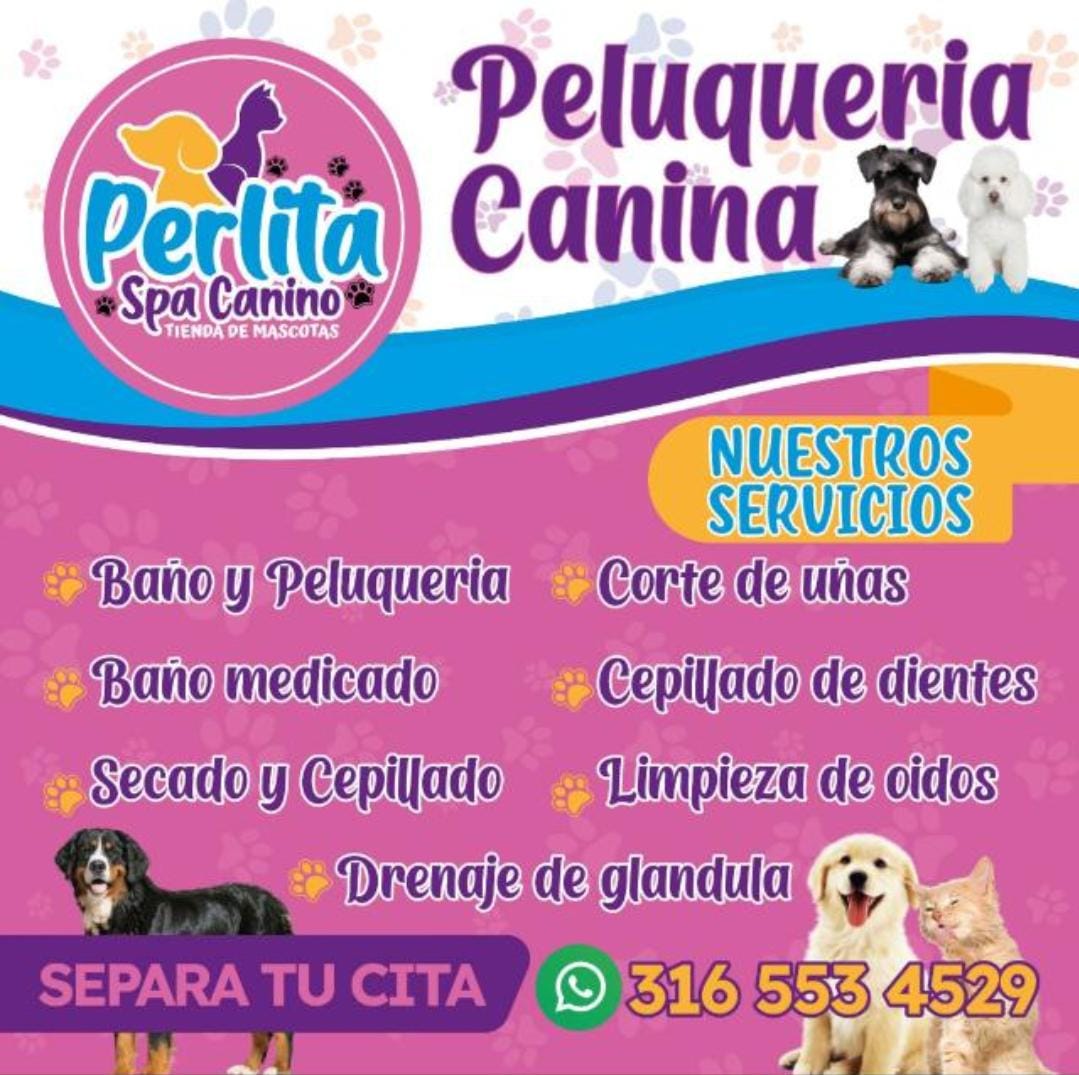 Perlita
Spa Canino
TIENDA DE MASCOTAS
Peluqueria
Canina
NUESTROS
SERVICIOS
Baño y Peluqueria
Corte de uñas
Baño medicado
Cepillado de dientes
Secado y Cepillado
Limpieza de oidos
Drenaje de glandula
SEPARA TU CITA
316 553 4529